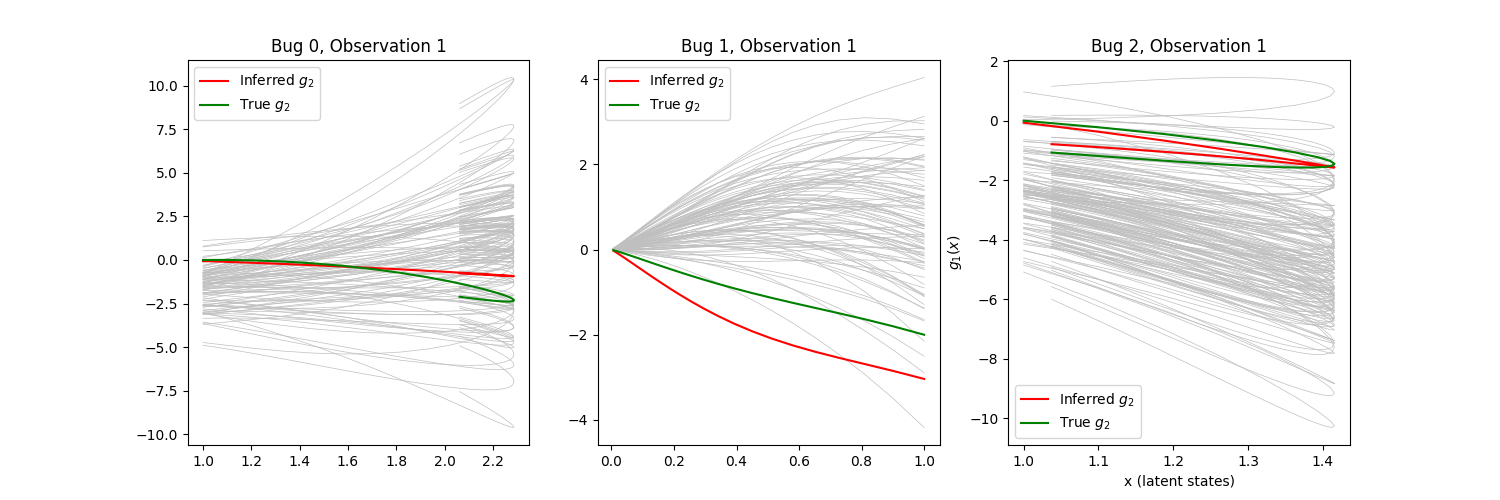 Bug 0, Observation 1
Inferred g₂
True g₂
10.0
7.5
5.0
2.5
0.0
−2.5
−5.0
−7.5
−10.0
1.0 1.2 1.4 1.6 1.8 2.0 2.2
Bug 1, Observation 1
Inferred g₂
True g₂
4
2
0
−2
−4
0.0 0.2 0.4 0.6 0.8 1.0
Bug 2, Observation 1
g₁(x)
2
0
−2
−4
−6
−8
−10
Inferred g₂
True g₂
1.0 1.1 1.2 1.3 1.4
x (latent states)